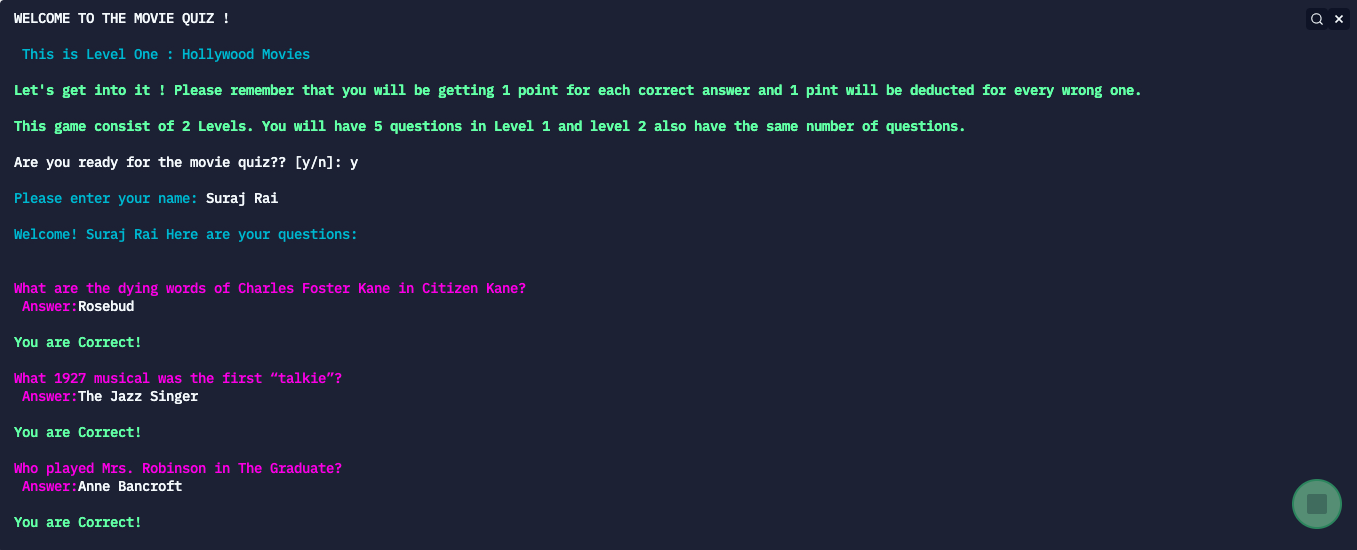 WELCOME TO THE MOVIE QUIZ !
This is Level One : Hollywood Movies
Let's get into it ! Please remember that you will be getting 1 point for each correct answer and 1 pint will be deducted for every wrong one.
This game consist of 2 Levels. You will have 5 questions in Level 1 and level 2 also have the same number of questions.
Are you ready for the movie quiz?? [y/n]: y
Please enter your name: Suraj Rai
Welcome! Suraj Rai Here are your questions:
What are the dying words of Charles Foster Kane in Citizen Kane?
Answer:Rosebud
You are Correct!
What 1927 musical was the first “talkie”?
Answer:The Jazz Singer
You are Correct!
Who played Mrs. Robinson in The Graduate?
Answer:Anne Bancroft
You are Correct!